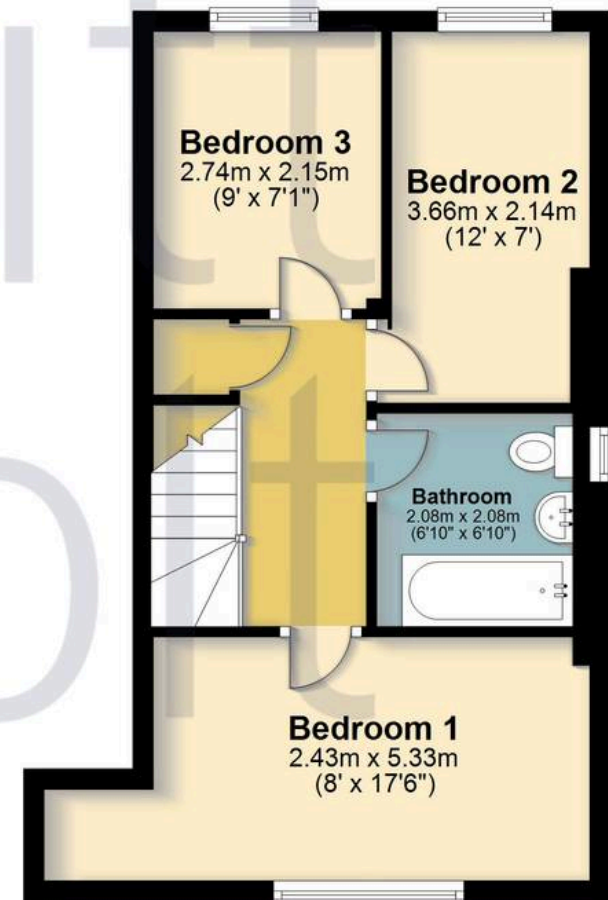 Bedroom 3
2.74m x 2.15m
(9' x 7'1")
Bedroom 2
3.66m x 2.14m
(12' x 7')
Bathroom
2.08m x 2.08m
(6'10" x 6'10")
Bedroom 1
2.43m x 5.33m
(8' x 17'6")